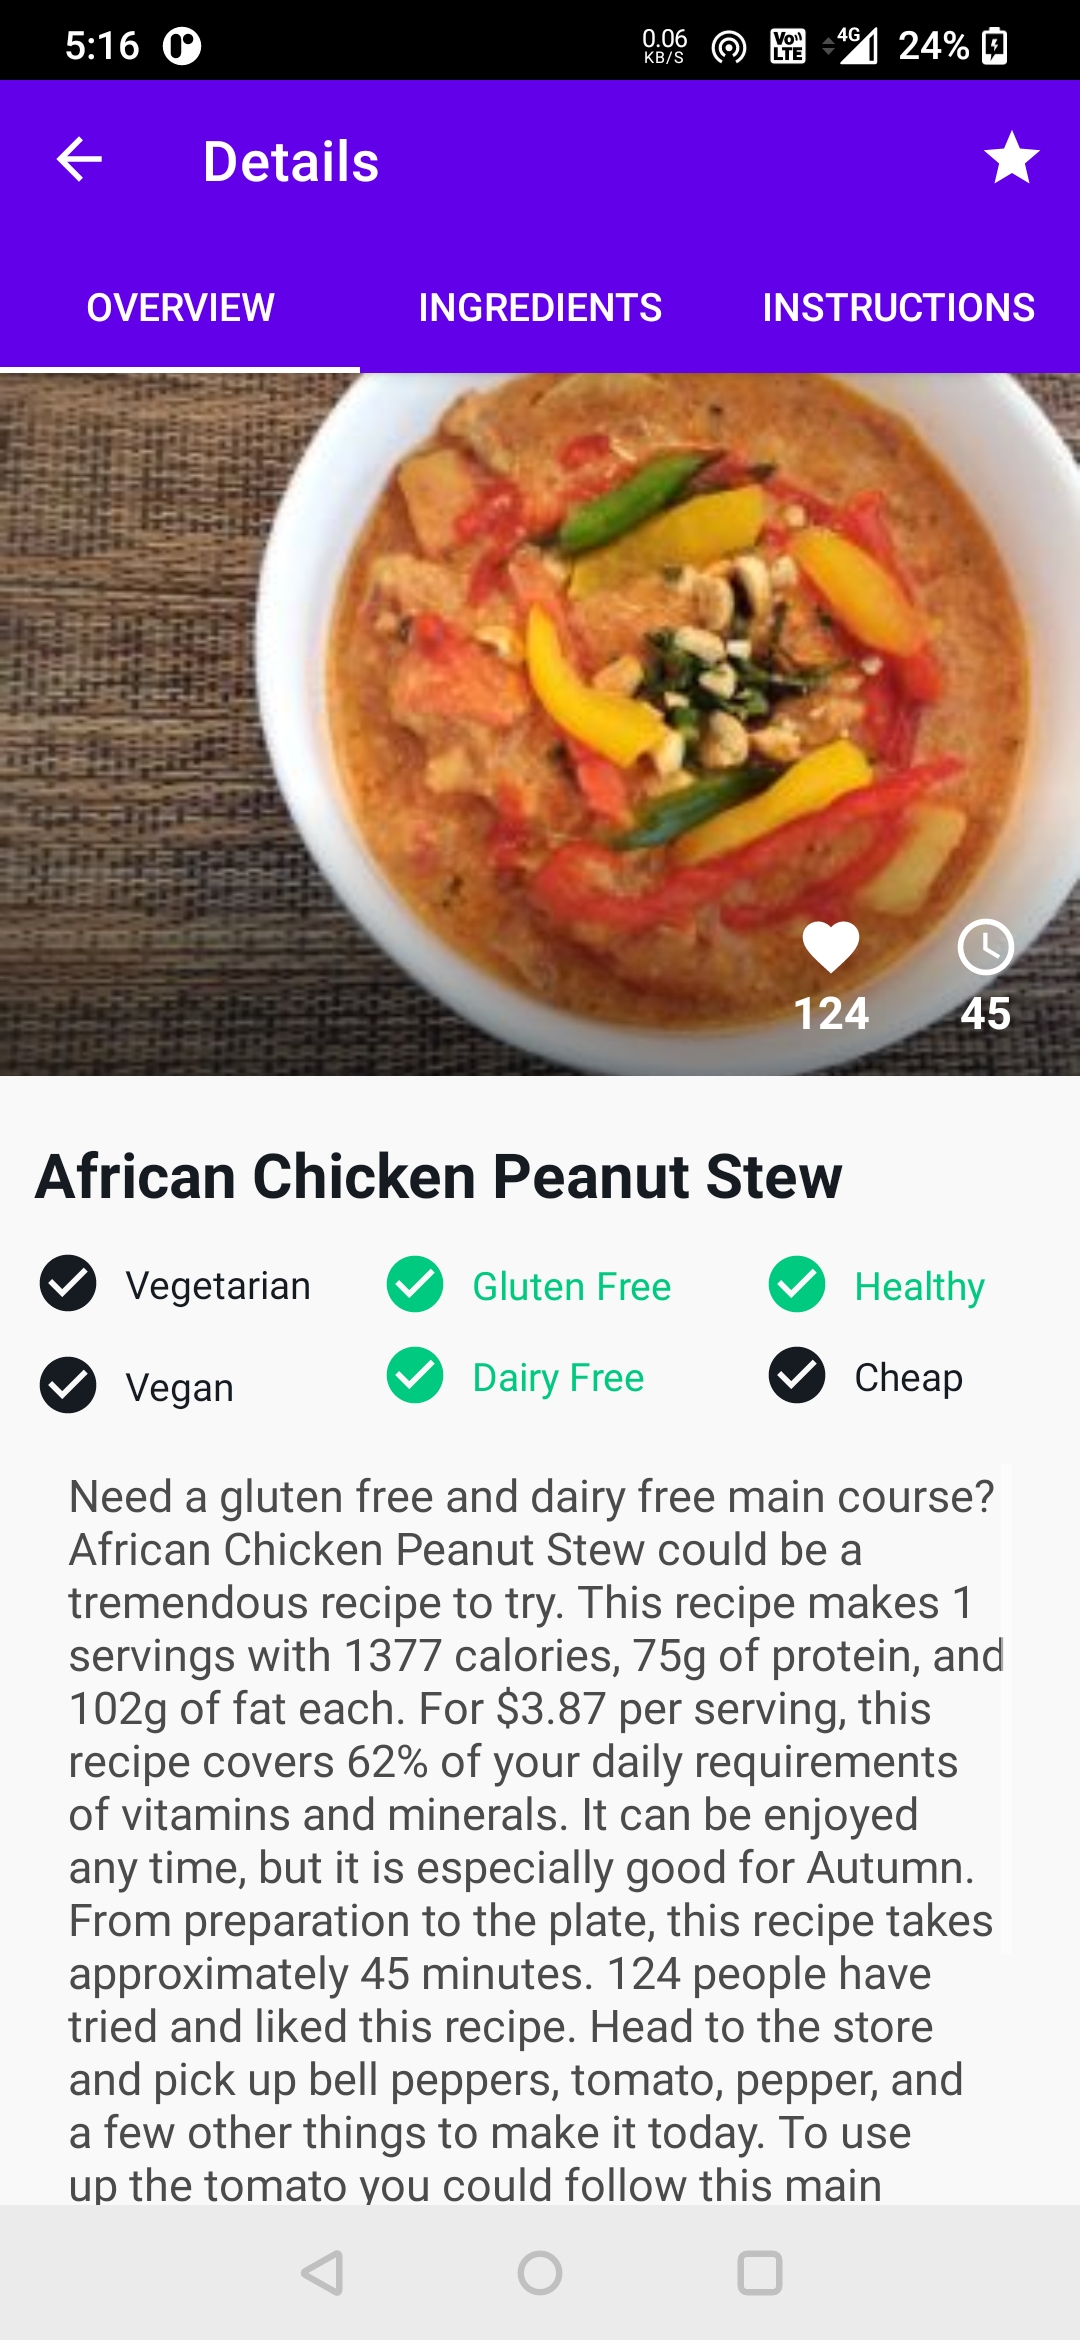 5:16
0.06
KB/S
Vo
LTE
4G
24%
Details
OVERVIEW
INGREDIENTS
INSTRUCTIONS
124
45
African Chicken Peanut Stew
Vegetarian
Gluten Free
Healthy
Vegan
Dairy Free
Cheap
Need a gluten free and dairy free main course?
African Chicken Peanut Stew could be a
tremendous recipe to try. This recipe makes 1
servings with 1377 calories, 75g of protein, and
102g of fat each. For $3.87 per serving, this
recipe covers 62% of your daily requirements
of vitamins and minerals. It can be enjoyed
any time, but it is especially good for Autumn.
From preparation to the plate, this recipe takes
approximately 45 minutes. 124 people have
tried and liked this recipe. Head to the store
and pick up bell peppers, tomato, pepper, and
a few other things to make it today. To use
up the tomato you could follow this main